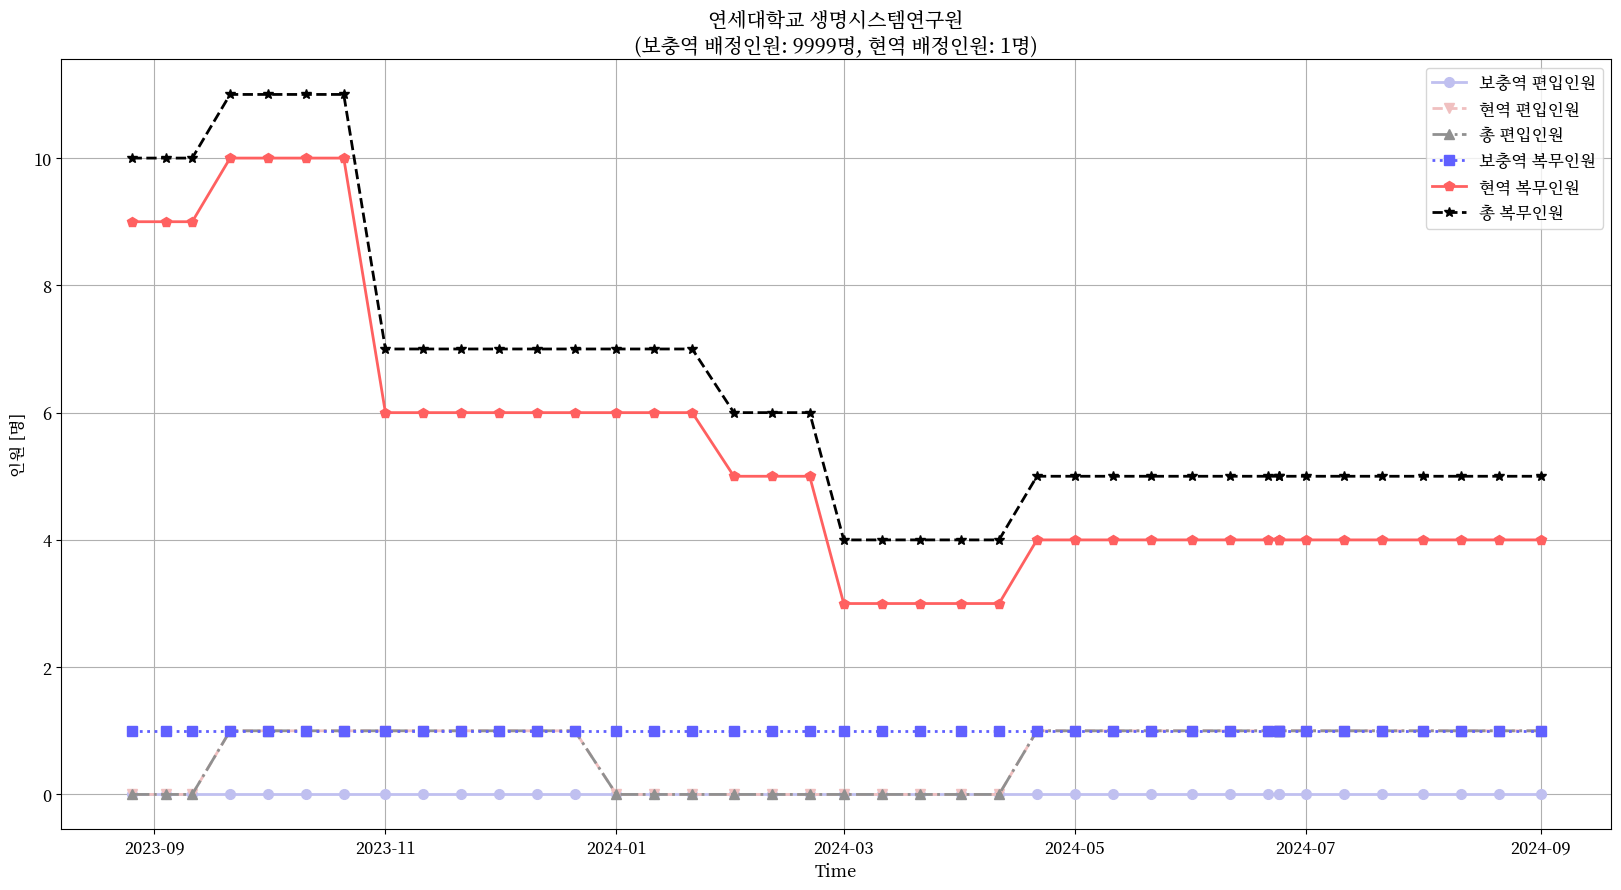 연세대학교 생명시스템연구원
(보충역 배정인원: 9999명, 현역 배정인원: 1명)
보충역 편입인원
현역 편입인원
총 편입인원
보충역 복무인원
현역 복무인원
총 복무인원
인원 [명]
10
8
6
4
2
0
2023-09
2023-11
2024-01
2024-03
2024-05
2024-07
2024-09
Time